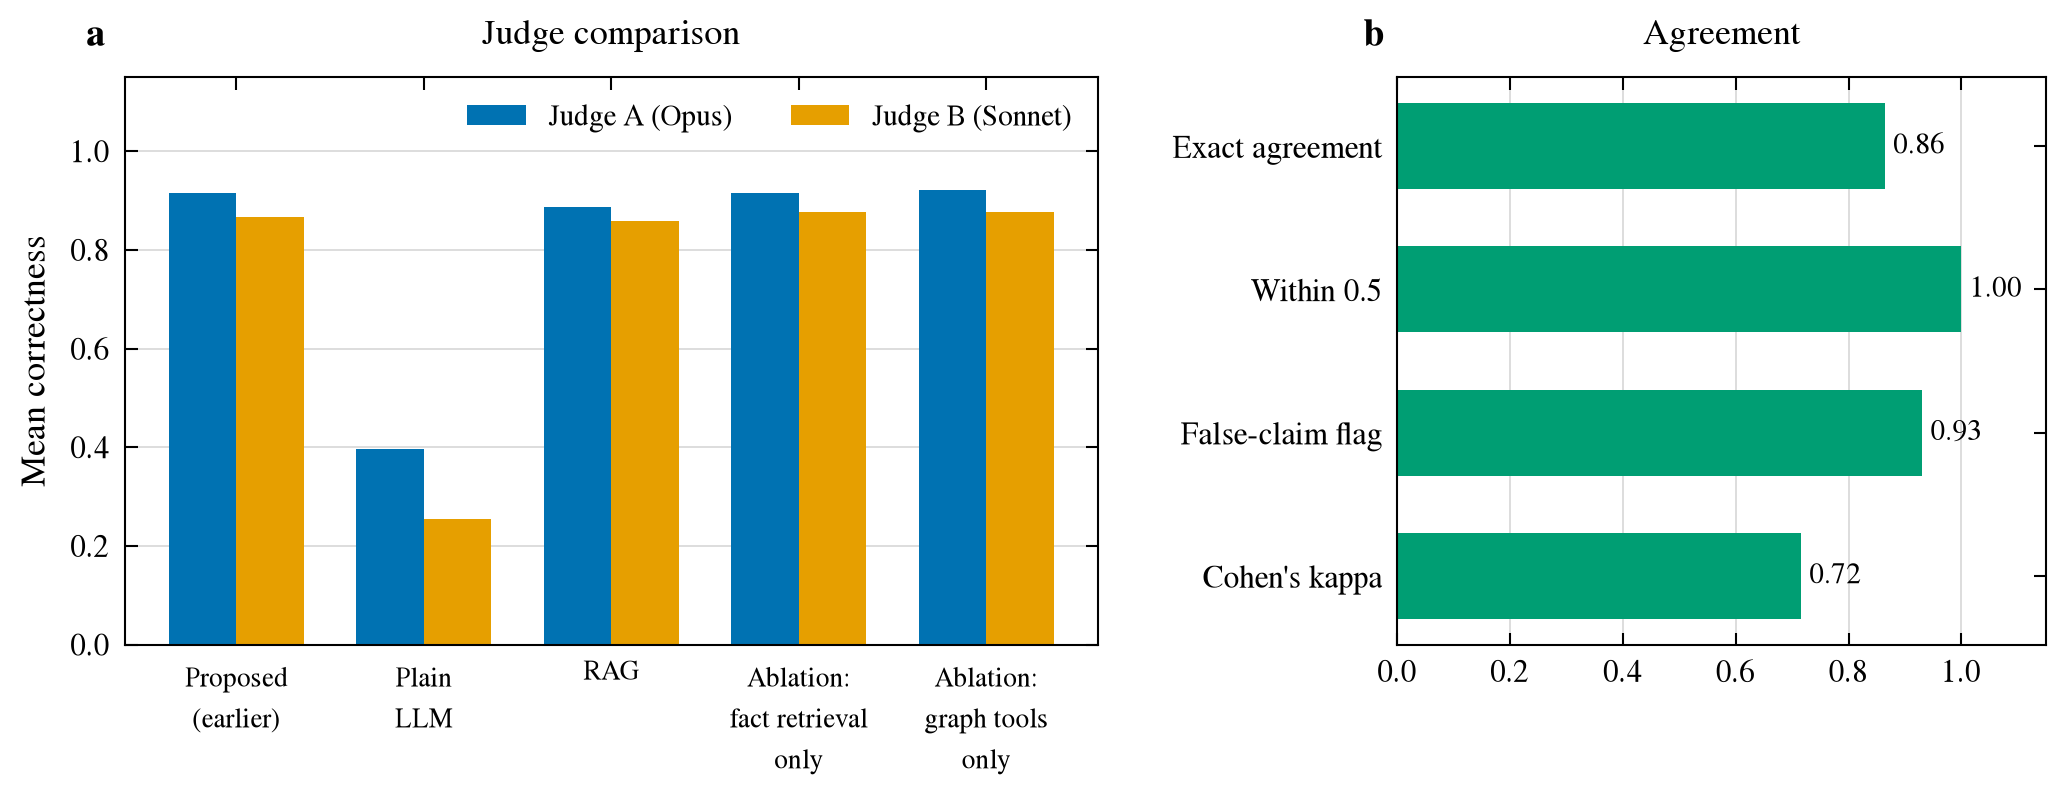 a
Judge comparison
Judge A (Opus)
Judge B (Sonnet)
Mean correctness
1.0
0.8
0.6
0.4
0.2
0.0
Proposed
(earlier)
Plain
LLM
RAG
Ablation:
fact retrieval
only
Ablation:
graph tools
only
b
Agreement
Exact agreement
0.86
Within 0.5
1.00
False-claim flag
0.93
Cohen's kappa
0.72
0.0 0.2 0.4 0.6 0.8 1.0